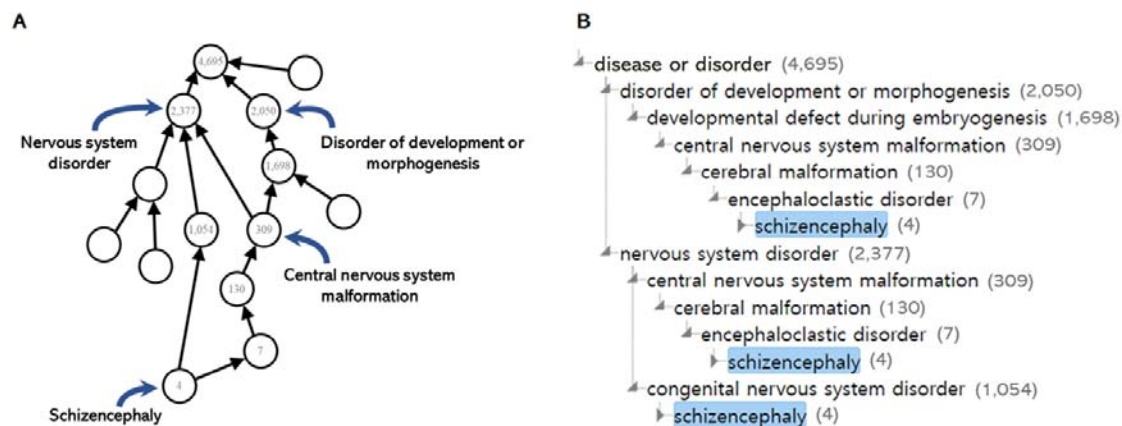 A
4,695
2,377
2,050
Nervous system
disorder
Disorder of development or
morphogenesis
1,698
1,054
309
Central nervous system
malformation
130
7
4
Schizencephaly
B
disease or disorder (4,695)
disorder of development or morphogenesis (2,050)
developmental defect during embryogenesis (1,698)
central nervous system malformation (309)
cerebral malformation (130)
encephaloclastic disorder (7)
schizencephaly (4)
nervous system disorder (2,377)
central nervous system malformation (309)
cerebral malformation (130)
encephaloclastic disorder (7)
schizencephaly (4)
congenital nervous system disorder (1,054)
schizencephaly (4)